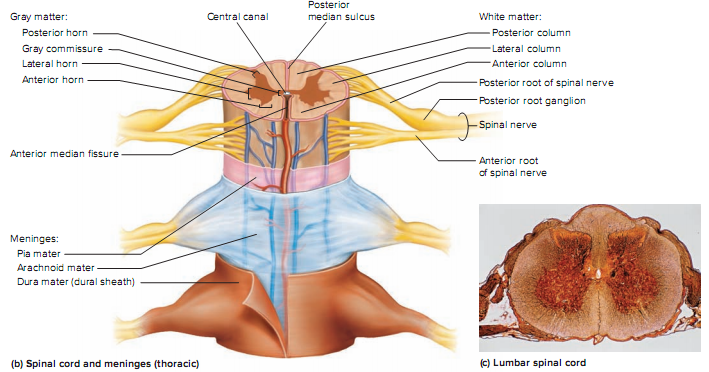 Gray matter:
Posterior horn
Gray commissure
Lateral horn
Anterior horn
Central canal
Posterior
median sulcus
White matter:
Posterior column
Lateral column
Anterior column
Posterior root of spinal nerve
Posterior root ganglion
Spinal nerve
Anterior root
of spinal nerve
Anterior median fissure
Meninges:
Pia mater
Arachnoid mater
Dura mater (dural sheath)
(b) Spinal cord and meninges (thoracic)
(c) Lumbar spinal cord